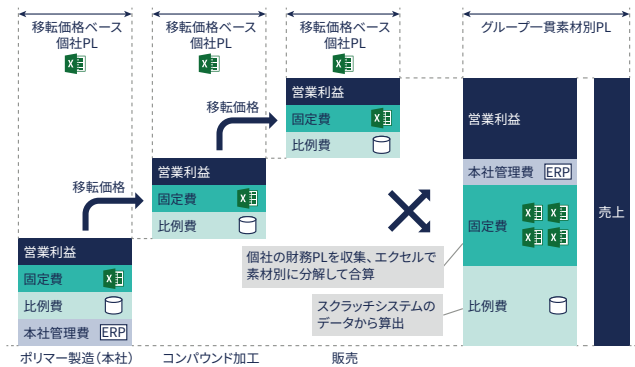 移転価格ベース
個社PL
移転価格ベース
個社PL
移転価格ベース
個社PL
グループ一貫素材別PL
営業利益
固定費
比例費
移転価格
営業利益
固定費
比例費
移転価格
営業利益
固定費
比例費
本社管理費 ERP
営業利益
本社管理費 ERP
固定費
比例費
売上
個社の財務PLを収集、エクセルで
素材別に分解して合算
スクラッチシステムの
データから算出
ポリマー製造(本社)
コンパウンド加工
販売